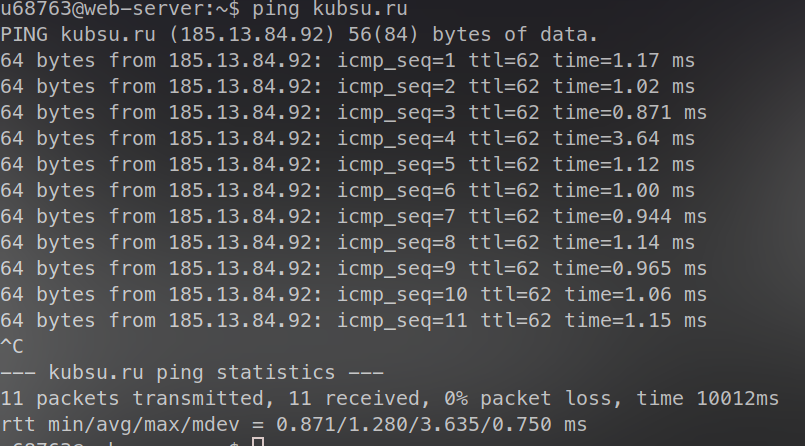 u68763@web-server:~$ ping kubsu.ru
PING kubsu.ru (185.13.84.92) 56(84) bytes of data.
64 bytes from 185.13.84.92: icmp_seq=1 ttl=62 time=1.17 ms
64 bytes from 185.13.84.92: icmp_seq=2 ttl=62 time=1.02 ms
64 bytes from 185.13.84.92: icmp_seq=3 ttl=62 time=0.871 ms
64 bytes from 185.13.84.92: icmp_seq=4 ttl=62 time=3.64 ms
64 bytes from 185.13.84.92: icmp_seq=5 ttl=62 time=1.12 ms
64 bytes from 185.13.84.92: icmp_seq=6 ttl=62 time=1.00 ms
64 bytes from 185.13.84.92: icmp_seq=7 ttl=62 time=0.944 ms
64 bytes from 185.13.84.92: icmp_seq=8 ttl=62 time=1.14 ms
64 bytes from 185.13.84.92: icmp_seq=9 ttl=62 time=0.965 ms
64 bytes from 185.13.84.92: icmp_seq=10 ttl=62 time=1.06 ms
64 bytes from 185.13.84.92: icmp_seq=11 ttl=62 time=1.15 ms
^C
--- kubsu.ru ping statistics ---
11 packets transmitted, 11 received, 0% packet loss, time 10012ms
rtt min/avg/max/mdev = 0.871/1.280/3.635/0.750 ms